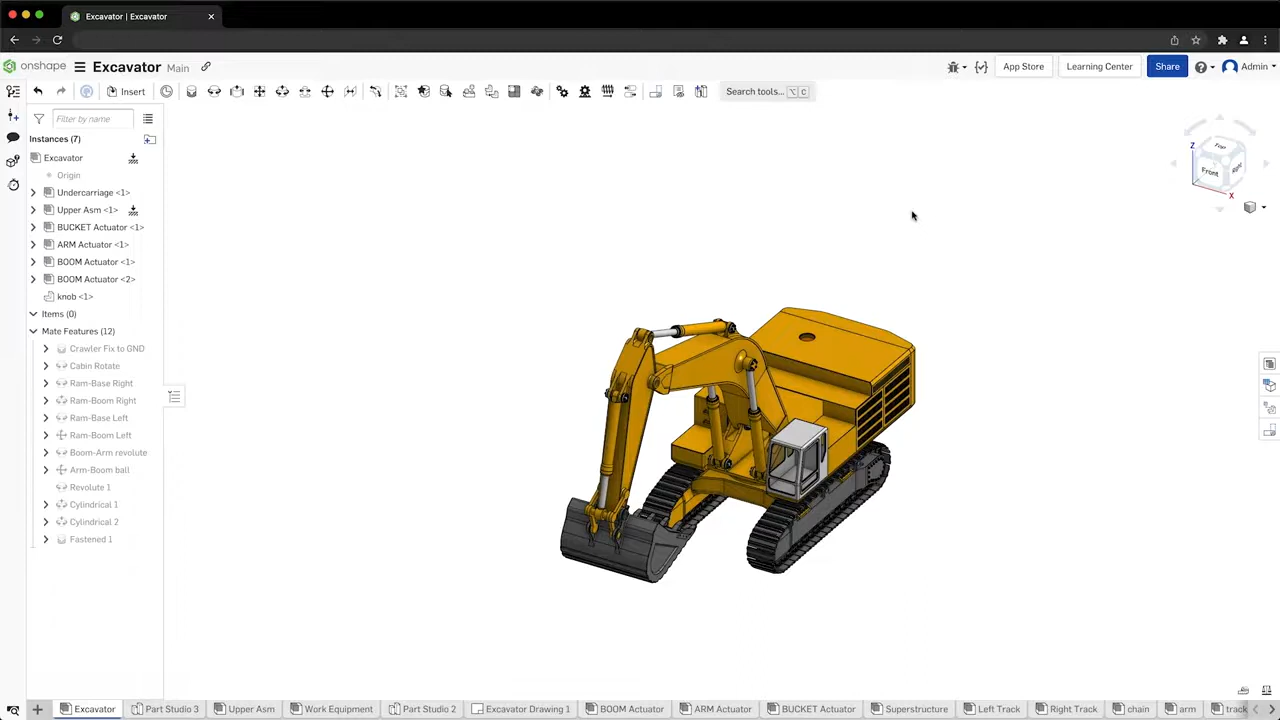 Excavator | Excavator
onshape
Excavator Main
App Store
Learning Center
Share
Admin
Insert
Search tools... ⌥ C
Filter by name
Instances (7)
Excavator
Origin
Undercarriage <1>
Upper Asm <1>
BUCKET Actuator <1>
ARM Actuator <1>
BOOM Actuator <1>
BOOM Actuator <2>
knob <1>
Items (0)
Mate Features (12)
Crawler Fix to GND
Cabin Rotate
Ram-Base Right
Ram-Boom Right
Ram-Base Left
Ram-Boom Left
Boom-Arm revolute
Arm-Boom ball
Revolute 1
Cylindrical 1
Cylindrical 2
Fastened 1
Top
Front
Right
Z
X
Excavator
Part Studio 3
Upper Asm
Work Equipment
Part Studio 2
Excavator Drawing 1
BOOM Actuator
ARM Actuator
BUCKET Actuator
Superstructure
Left Track
Right Track
chain
arm
track